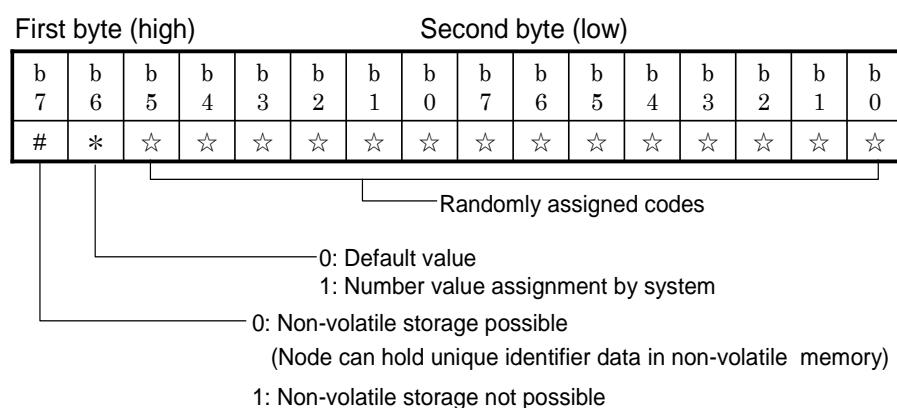 First byte (high) Second byte (low)
b b b b b b b b b b b b b b b b
7 6 5 4 3 2 1 0 7 6 5 4 3 2 1 0
# * ☆ ☆ ☆ ☆ ☆ ☆ ☆ ☆ ☆ ☆ ☆ ☆ ☆ ☆
Randomly assigned codes
0: Default value
1: Number value assignment by system
0: Non-volatile storage possible
(Node can hold unique identifier data in non-volatile memory)
1: Non-volatile storage not possible